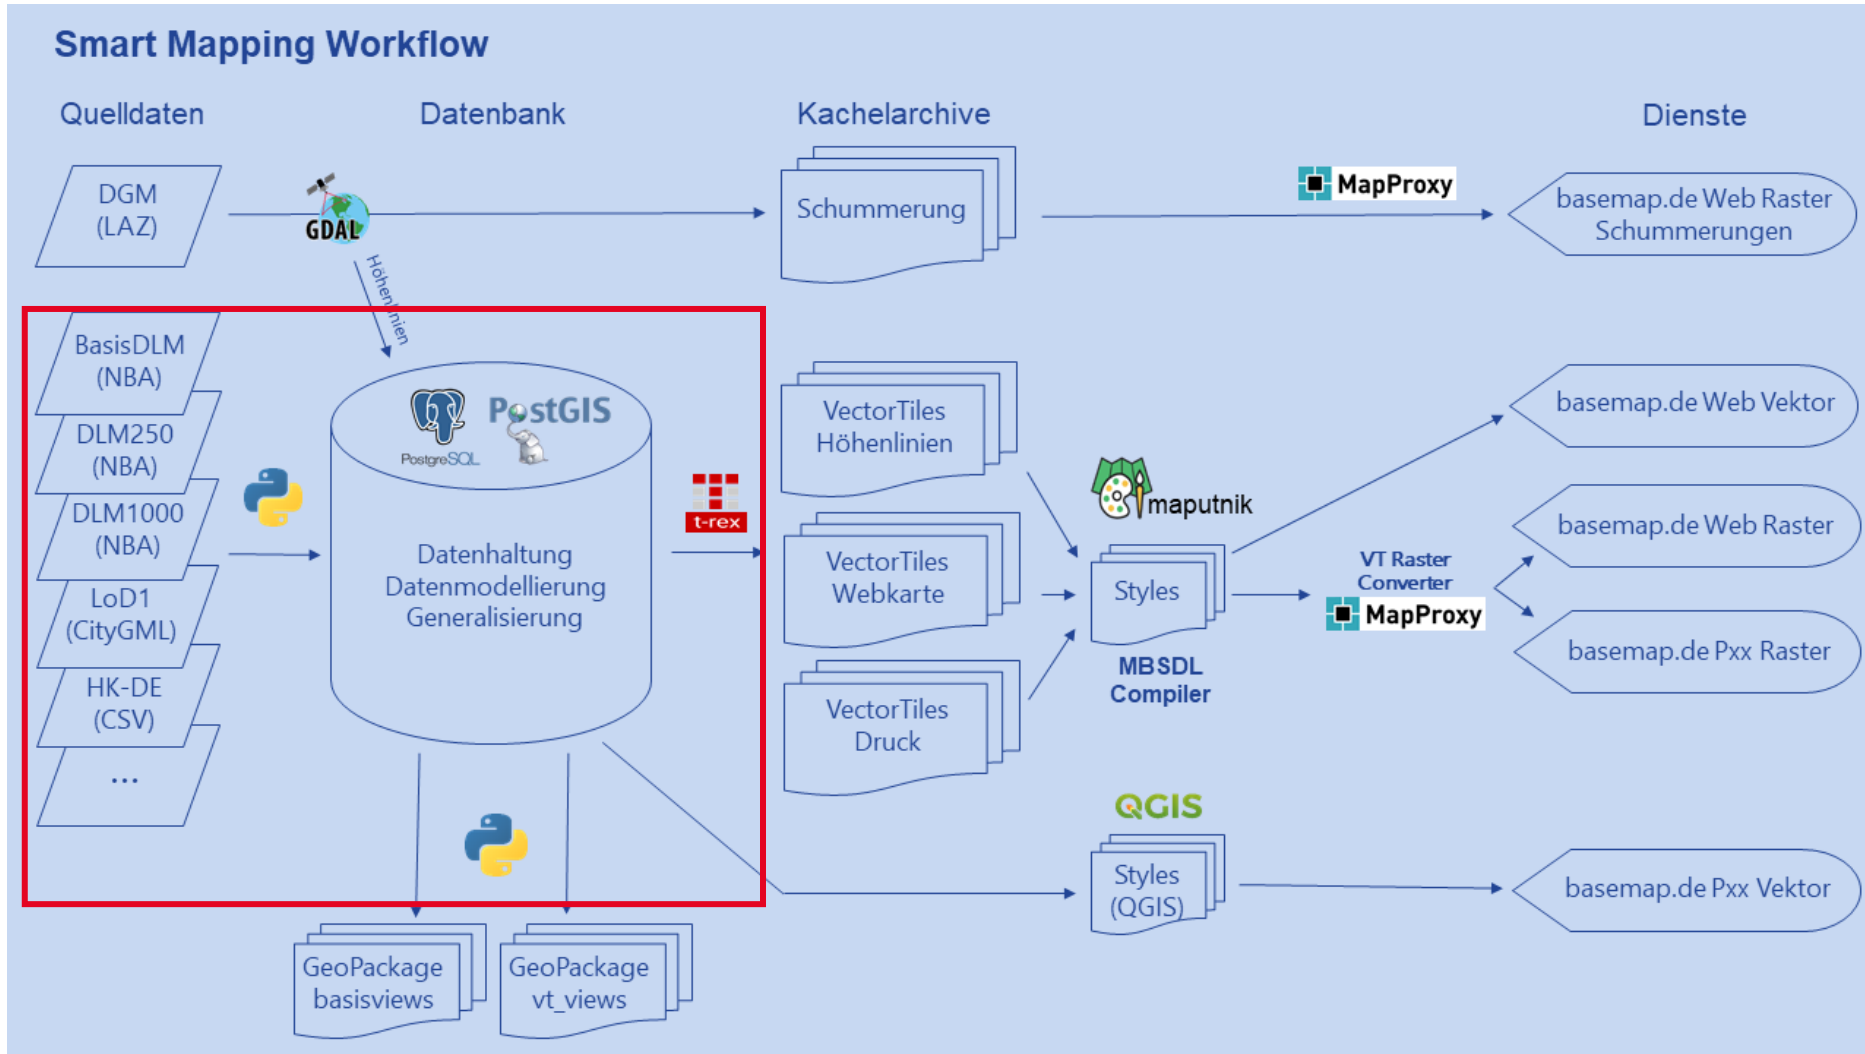 Smart Mapping Workflow
Quelldaten
Datenbank
Kachelarchive
Dienste
DGM
(LAZ)
GDAL
Höhenlinien
Schummerung
MapProxy
basemap.de Web Raster
Schummerungen
BasisDLM
(NBA)
DLM250
(NBA)
DLM1000
(NBA)
LoD1
(CityGML)
HK-DE
(CSV)
...
PostgreSQL
PostGIS
Datenhaltung
Datenmodellierung
Generalisierung
t-rex
VectorTiles
Höhenlinien
VectorTiles
Webkarte
VectorTiles
Druck
maputnik
Styles
MBSDL
Compiler
VT Raster
Converter
MapProxy
basemap.de Web Vektor
basemap.de Web Raster
basemap.de Pxx Raster
QGIS
Styles
(QGIS)
basemap.de Pxx Vektor
GeoPackage
basisviews
GeoPackage
vt_views